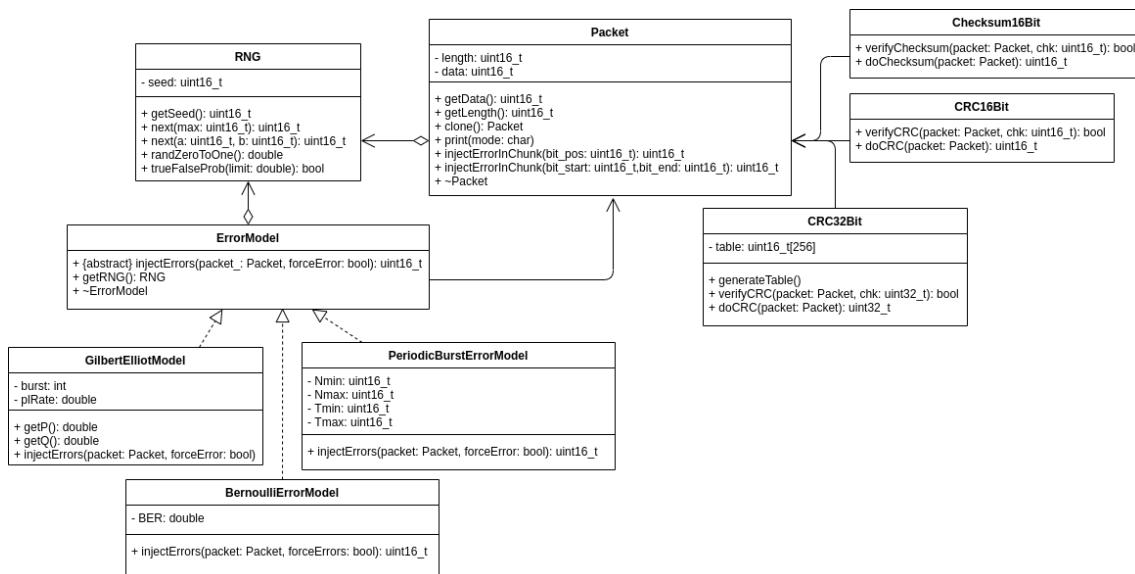 RNG
- seed: uint16_t
+ getSeed(): uint16_t
+ next(max: uint16_t): uint16_t
+ next(a: uint16_t, b: uint16_t): uint16_t
+ randZeroToOne(): double
+ trueFalseProb(limit: double): bool
Packet
- length: uint16_t
- data: uint16_t
+ getData(): uint16_t
+ getLength(): uint16_t
+ clone(): Packet
+ print(mode: char)
+ injectErrorInChunk(bit_pos: uint16_t): uint16_t
+ injectErrorInChunk(bit_start: uint16_t,bit_end: uint16_t): uint16_t
+ ~Packet
Checksum16Bit
+ verifyChecksum(packet: Packet, chk: uint16_t): bool
+ doChecksum(packet: Packet): uint16_t
CRC16Bit
+ verifyCRC(packet: Packet, chk: uint16_t): bool
+ doCRC(packet: Packet): uint16_t
CRC32Bit
- table: uint16_t[256]
+ generateTable()
+ verifyCRC(packet: Packet, chk: uint32_t): bool
+ doCRC(packet: Packet): uint32_t
ErrorModel
+ {abstract} injectErrors(packet_: Packet, forceError: bool): uint16_t
+ getRNG(): RNG
+ ~ErrorModel
GilbertElliotModel
- burst: int
- plRate: double
+ getP(): double
+ getQ(): double
+ injectErrors(packet: Packet, forceError: bool)
PeriodicBurstErrorModel
- Nmin: uint16_t
- Nmax: uint16_t
- Tmin: uint16_t
- Tmax: uint16_t
+ injectErrors(packet: Packet, forceError: bool): uint16_t
BernoulliErrorModel
- BER: double
+ injectErrors(packet: Packet, forceErrors: bool): uint16_t